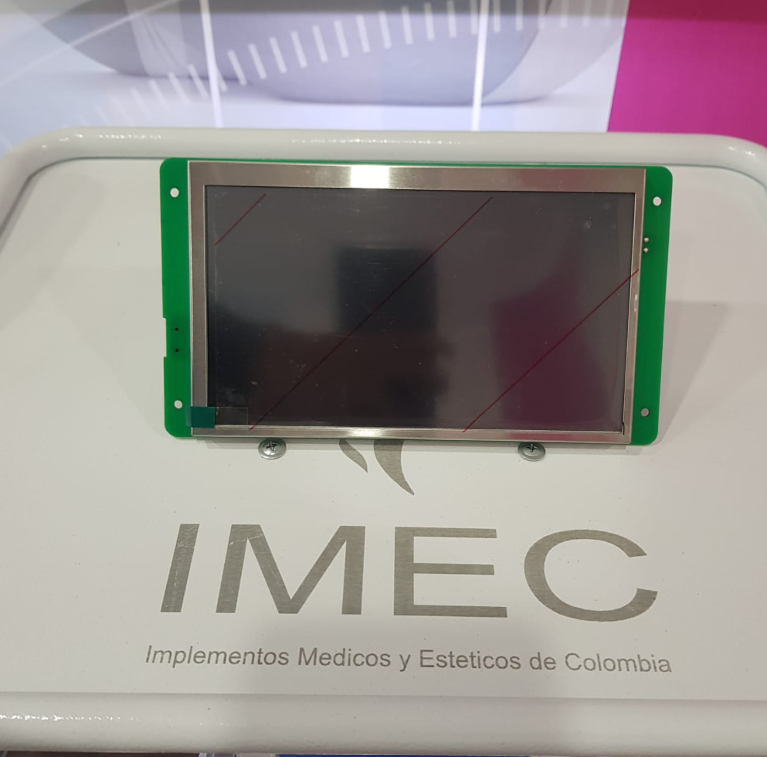 IMEC
Implementos Medicos y Esteticos de Colombia